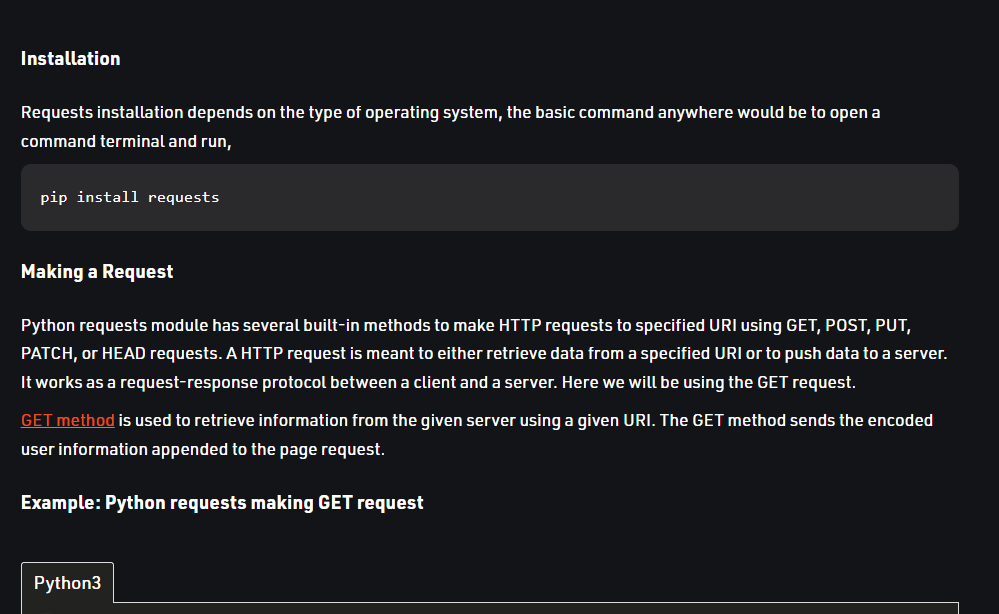 Installation
Requests installation depends on the type of operating system, the basic command anywhere would be to open a
command terminal and run,
pip install requests
Making a Request
Python requests module has several built-in methods to make HTTP requests to specified URI using GET, POST, PUT,
PATCH, or HEAD requests. A HTTP request is meant to either retrieve data from a specified URI or to push data to a server.
It works as a request-response protocol between a client and a server. Here we will be using the GET request.
GET method is used to retrieve information from the given server using a given URI. The GET method sends the encoded
user information appended to the page request.
Example: Python requests making GET request
Python3